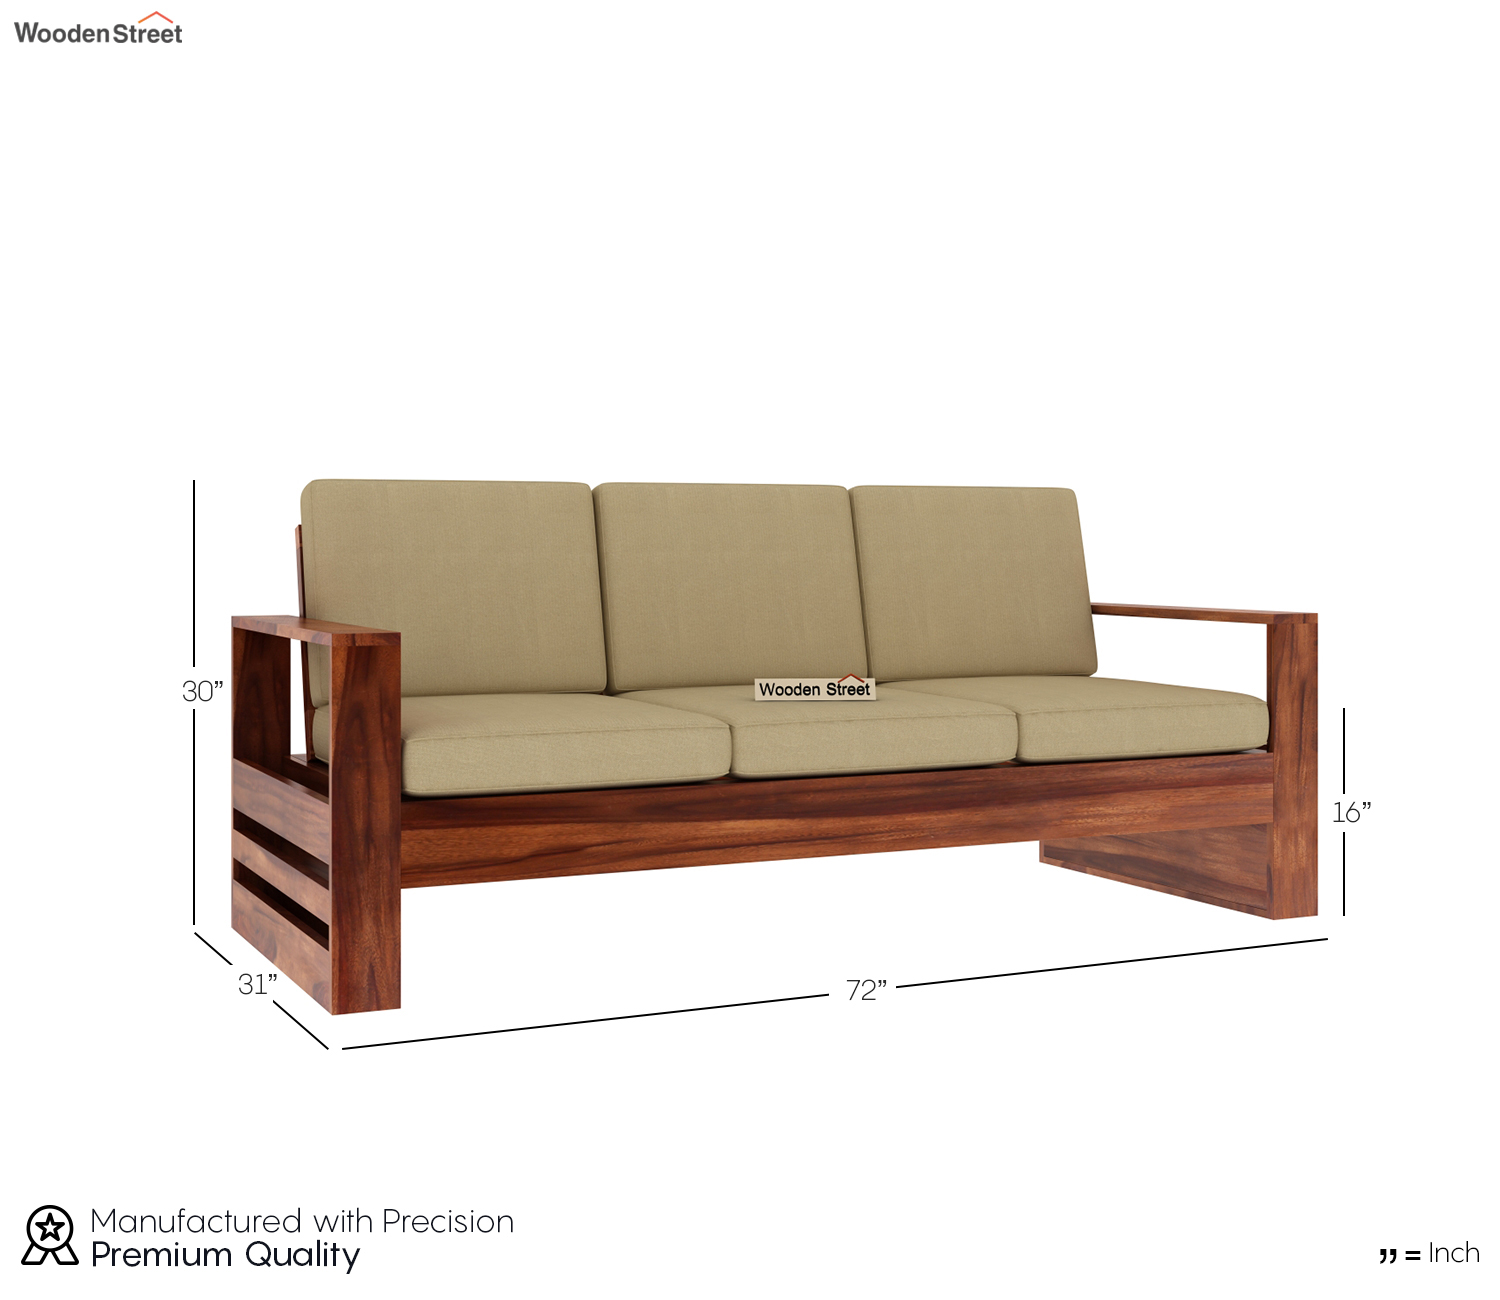 WoodenStreet
30”
Wooden Street
16”
31”
72”
Manufactured with Precision
Premium Quality
” = Inch